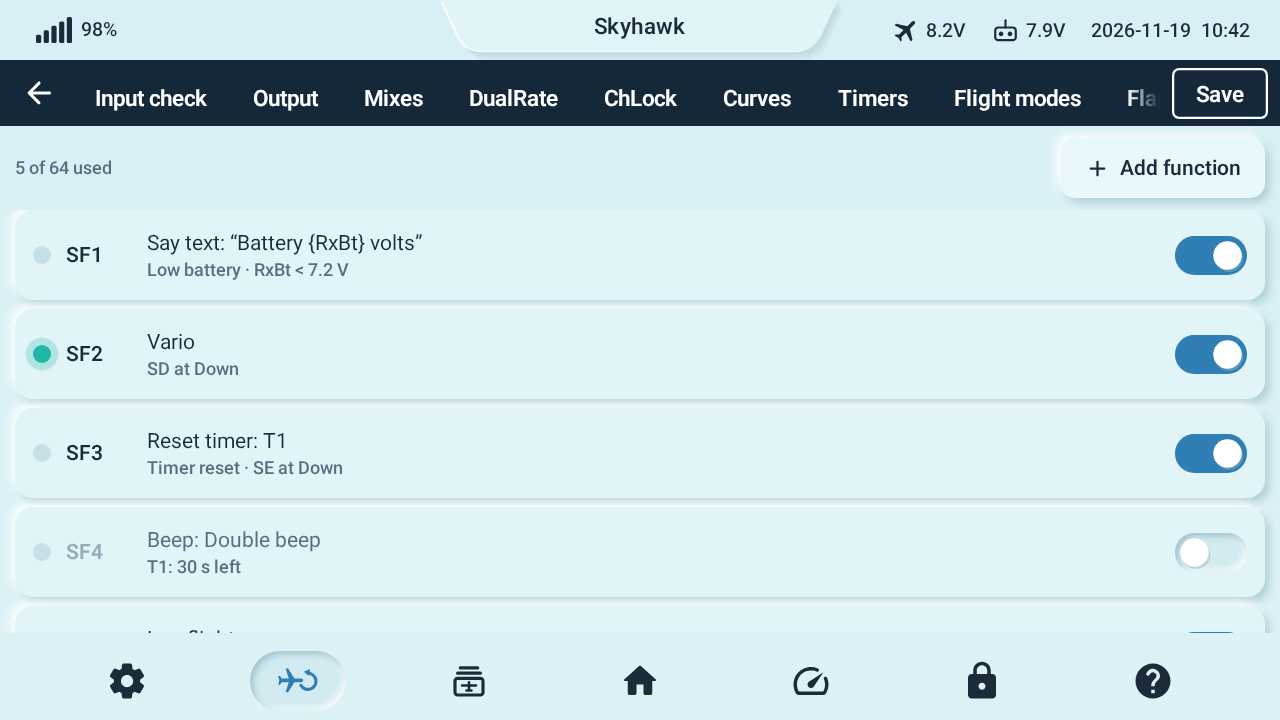 98%
Skyhawk
8.2V
7.9V
2026-11-19 10:42
Input check
Output
Mixes
DualRate
ChLock
Curves
Timers
Flight modes
Save
5 of 64 used
+ Add function
SF1
Say text: “Battery {RxBt} volts”
Low battery · RxBt < 7.2 V
SF2
Vario
SD at Down
SF3
Reset timer: T1
Timer reset · SE at Down
SF4
Beep: Double beep
T1: 30 s left